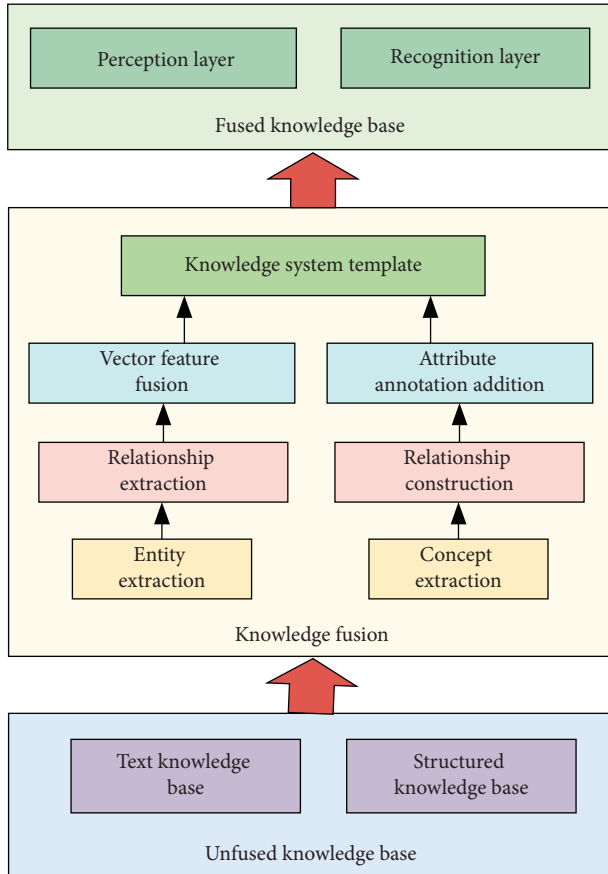 Perception layer
Recognition layer
Fused knowledge base
Knowledge system template
Vector feature
fusion
Attribute
annotation addition
Relationship
extraction
Relationship
construction
Entity
extraction
Concept
extraction
Knowledge fusion
Text knowledge
base
Structured
knowledge base
Unfused knowledge base